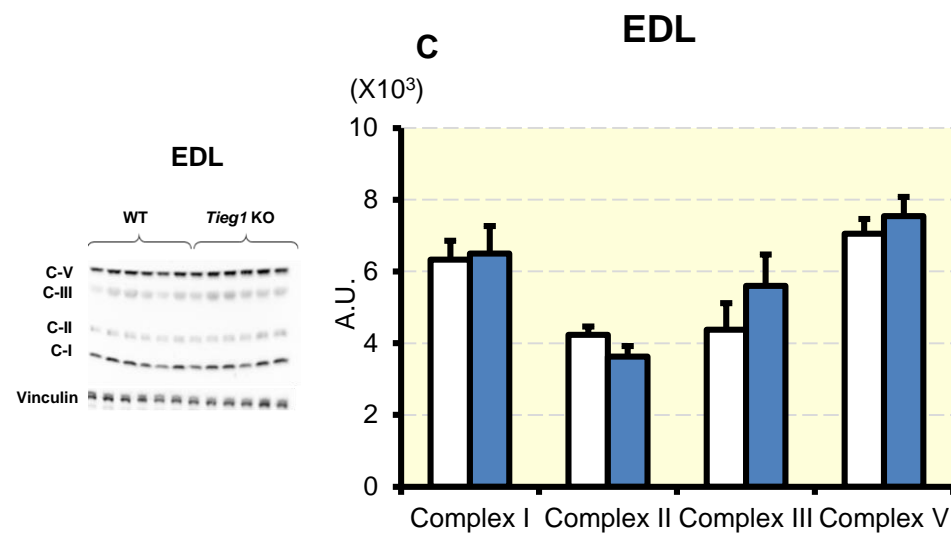 EDL
WT Tieg1 KO
C-V
C-III
C-II
C-I
Vinculin
C
EDL
(X10³)
10
8
6
4
2
0
A.U.
Complex I Complex II Complex III Complex V